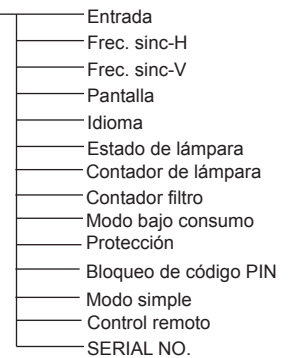 Entrada
Frec. sinc-H
Frec. sinc-V
Pantalla
Idioma
Estado de lámpara
Contador de lámpara
Contador filtro
Modo bajo consumo
Protección
Bloqueo de código PIN
Modo simple
Control remoto
SERIAL NO.